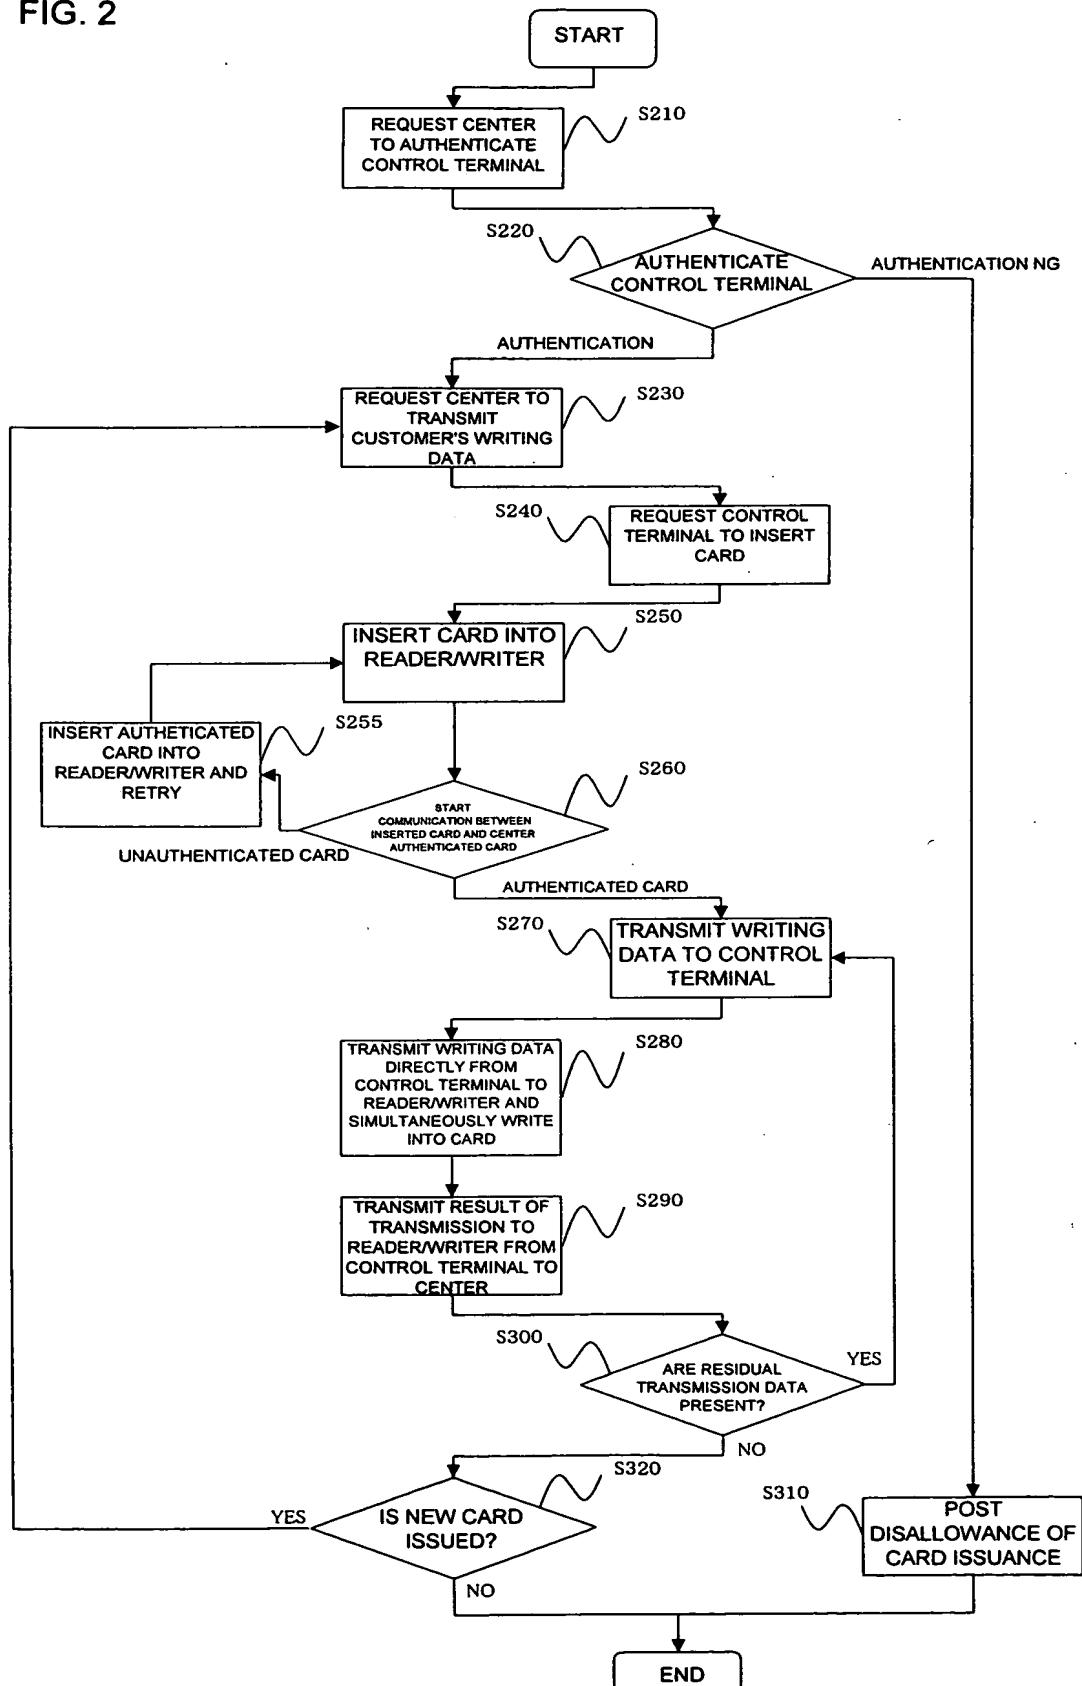 FIG. 2
START
S210
REQUEST CENTER
TO AUTHENTICATE
CONTROL TERMINAL
S220
AUTHENTICATE
CONTROL TERMINAL
AUTHENTICATION NG
AUTHENTICATION
S230
REQUEST CENTER TO
TRANSMIT
CUSTOMER'S WRITING
DATA
S240
REQUEST CONTROL
TERMINAL TO INSERT
CARD
S250
INSERT CARD INTO
READER/WRITER
S255
INSERT AUTHETICATED
CARD INTO
READER/WRITER AND
RETRY
S260
START
COMMUNICATION BETWEEN
INSERTED CARD AND CENTER
AUTHENTICATED CARD
UNAUTHENTICATED CARD
AUTHENTICATED CARD
S270
TRANSMIT WRITING
DATA TO CONTROL
TERMINAL
S280
TRANSMIT WRITING DATA
DIRECTLY FROM
CONTROL TERMINAL TO
READER/WRITER AND
SIMULTANEOUSLY WRITE
INTO CARD
S290
TRANSMIT RESULT OF
TRANSMISSION TO
READER/WRITER FROM
CONTROL TERMINAL TO
CENTER
S300
ARE RESIDUAL
TRANSMISSION DATA
PRESENT?
YES
NO
S320
IS NEW CARD
ISSUED?
YES
NO
S310
POST
DISALLOWANCE OF
CARD ISSUANCE
END